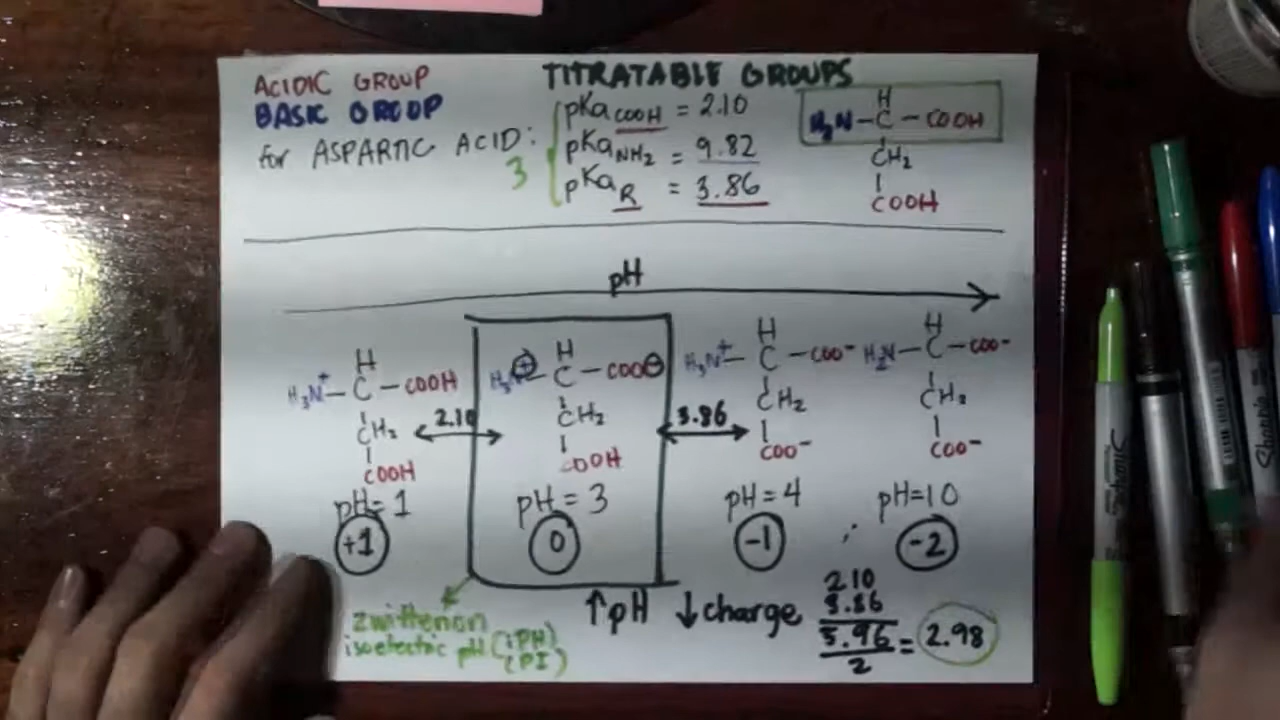 ACIDIC GROUP
BASIC GROUP
for ASPARTIC ACID:
3
TITRATABLE GROUPS
pKa COOH = 2.10
pKa NH₂ = 9.82
pKa R = 3.86
H
H₂N-C-COOH
CH₂
COOH
pH
H
H₃N⁺-C-COOH
CH₂
COOH
pH=1
+1
2.10
H
H₃N⁺-C-COO⊖
CH₂
COOH
pH=3
0
3.86
H
H₃N⁺-C-COO⁻
CH₂
COO⁻
pH=4
-1
H
H₂N-C-COO⁻
CH₂
COO⁻
pH=10
-2
zwitterion
isoelectric pH (ipH)
(PI)
↑pH ↓charge
2.10
3.86
5.96 = 2.98
2
Sharpie
Sharpie